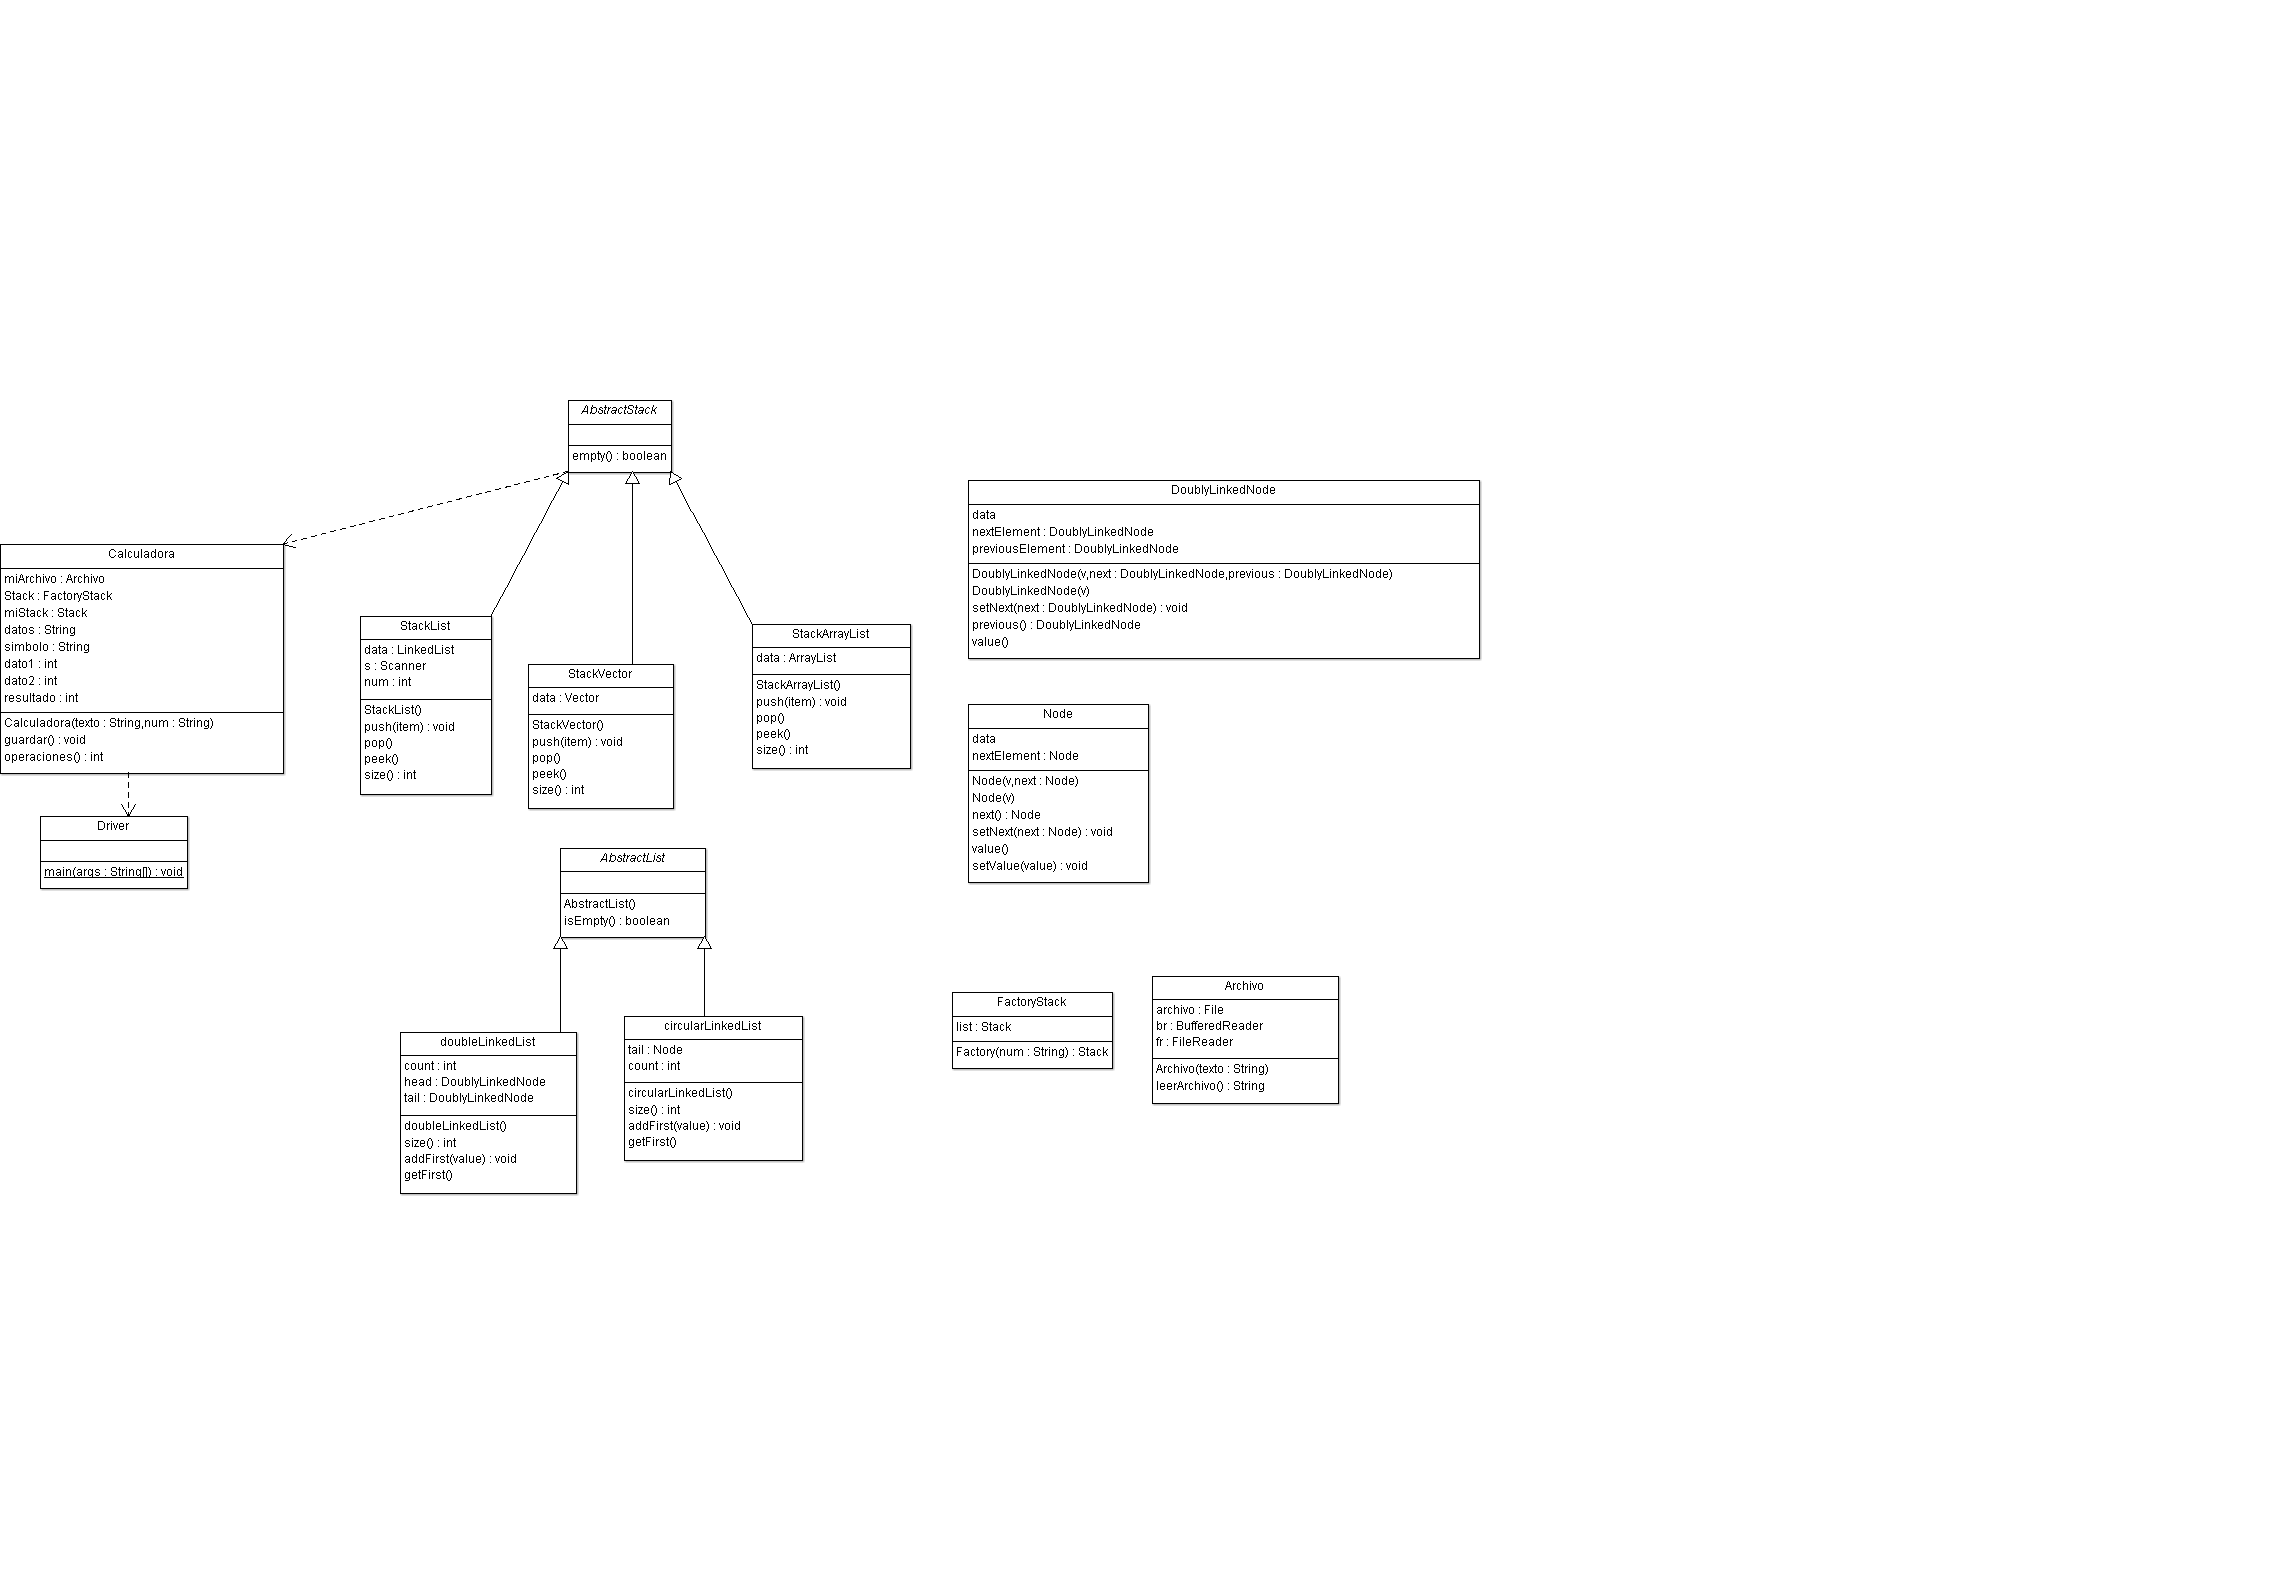 AbstractStack
empty() : boolean
Calculadora
miArchivo : Archivo
Stack : FactoryStack
miStack : Stack
datos : String
simbolo : String
dato1 : int
dato2 : int
resultado : int
Calculadora(texto : String,num : String)
guardar() : void
operaciones() : int
Driver
main(args : String[]) : void
StackList
data : LinkedList
s : Scanner
num : int
StackList()
push(item) : void
pop()
peek()
size() : int
StackVector
data : Vector
StackVector()
push(item) : void
pop()
peek()
size() : int
StackArrayList
data : ArrayList
StackArrayList()
push(item) : void
pop()
peek()
size() : int
AbstractList
AbstractList()
isEmpty() : boolean
doubleLinkedList
count : int
head : DoublyLinkedNode
tail : DoublyLinkedNode
doubleLinkedList()
size() : int
addFirst(value) : void
getFirst()
circularLinkedList
tail : Node
count : int
circularLinkedList()
size() : int
addFirst(value) : void
getFirst()
DoublyLinkedNode
data
nextElement : DoublyLinkedNode
previousElement : DoublyLinkedNode
DoublyLinkedNode(v,next : DoublyLinkedNode,previous : DoublyLinkedNode)
DoublyLinkedNode(v)
setNext(next : DoublyLinkedNode) : void
previous() : DoublyLinkedNode
value()
Node
data
nextElement : Node
Node(v,next : Node)
Node(v)
next() : Node
setNext(next : Node) : void
value()
setValue(value) : void
FactoryStack
list : Stack
Factory(num : String) : Stack
Archivo
archivo : File
br : BufferedReader
fr : FileReader
Archivo(texto : String)
leerArchivo() : String